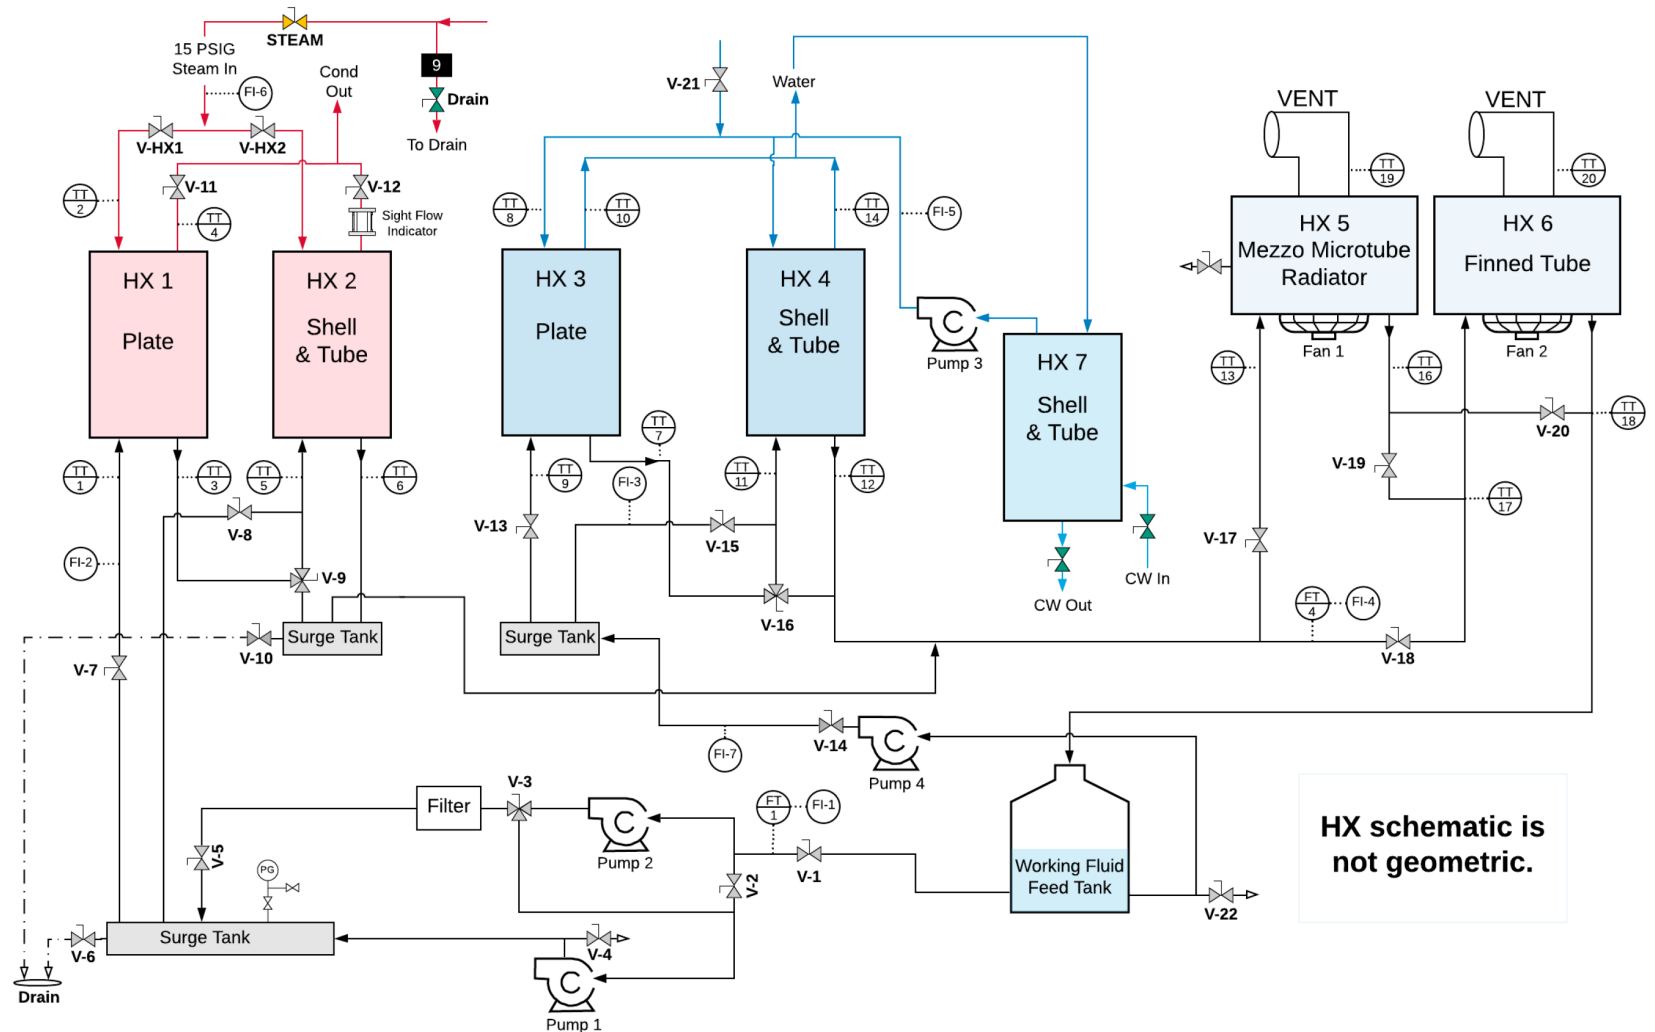 STEAM
15 PSIG
Steam In
FI-6
Cond
Out
9
Drain
To Drain
V-HX1
V-HX2
V-11
V-12
TT
2
TT
4
Sight Flow
Indicator
HX 1
Plate
HX 2
Shell
& Tube
TT
1
TT
3
TT
5
TT
6
V-8
FI-2
V-9
V-10
Surge Tank
V-7
V-21
Water
TT
8
TT
10
TT
14
FI-5
HX 3
Plate
HX 4
Shell
& Tube
Pump 3
HX 7
Shell
& Tube
TT
7
TT
9
FI-3
TT
11
TT
12
V-13
V-15
V-16
Surge Tank
CW In
CW Out
VENT
VENT
TT
19
TT
20
HX 5
Mezzo Microtube
Radiator
HX 6
Finned Tube
Fan 1
Fan 2
TT
13
TT
16
TT
18
V-20
V-19
TT
17
V-17
FT
4
FI-4
V-18
V-14
FI-7
Pump 4
V-3
Filter
Pump 2
FT
1
FI-1
V-1
V-2
V-5
PG
Surge Tank
V-6
Drain
V-4
Pump 1
Working Fluid
Feed Tank
V-22
HX schematic is
not geometric.